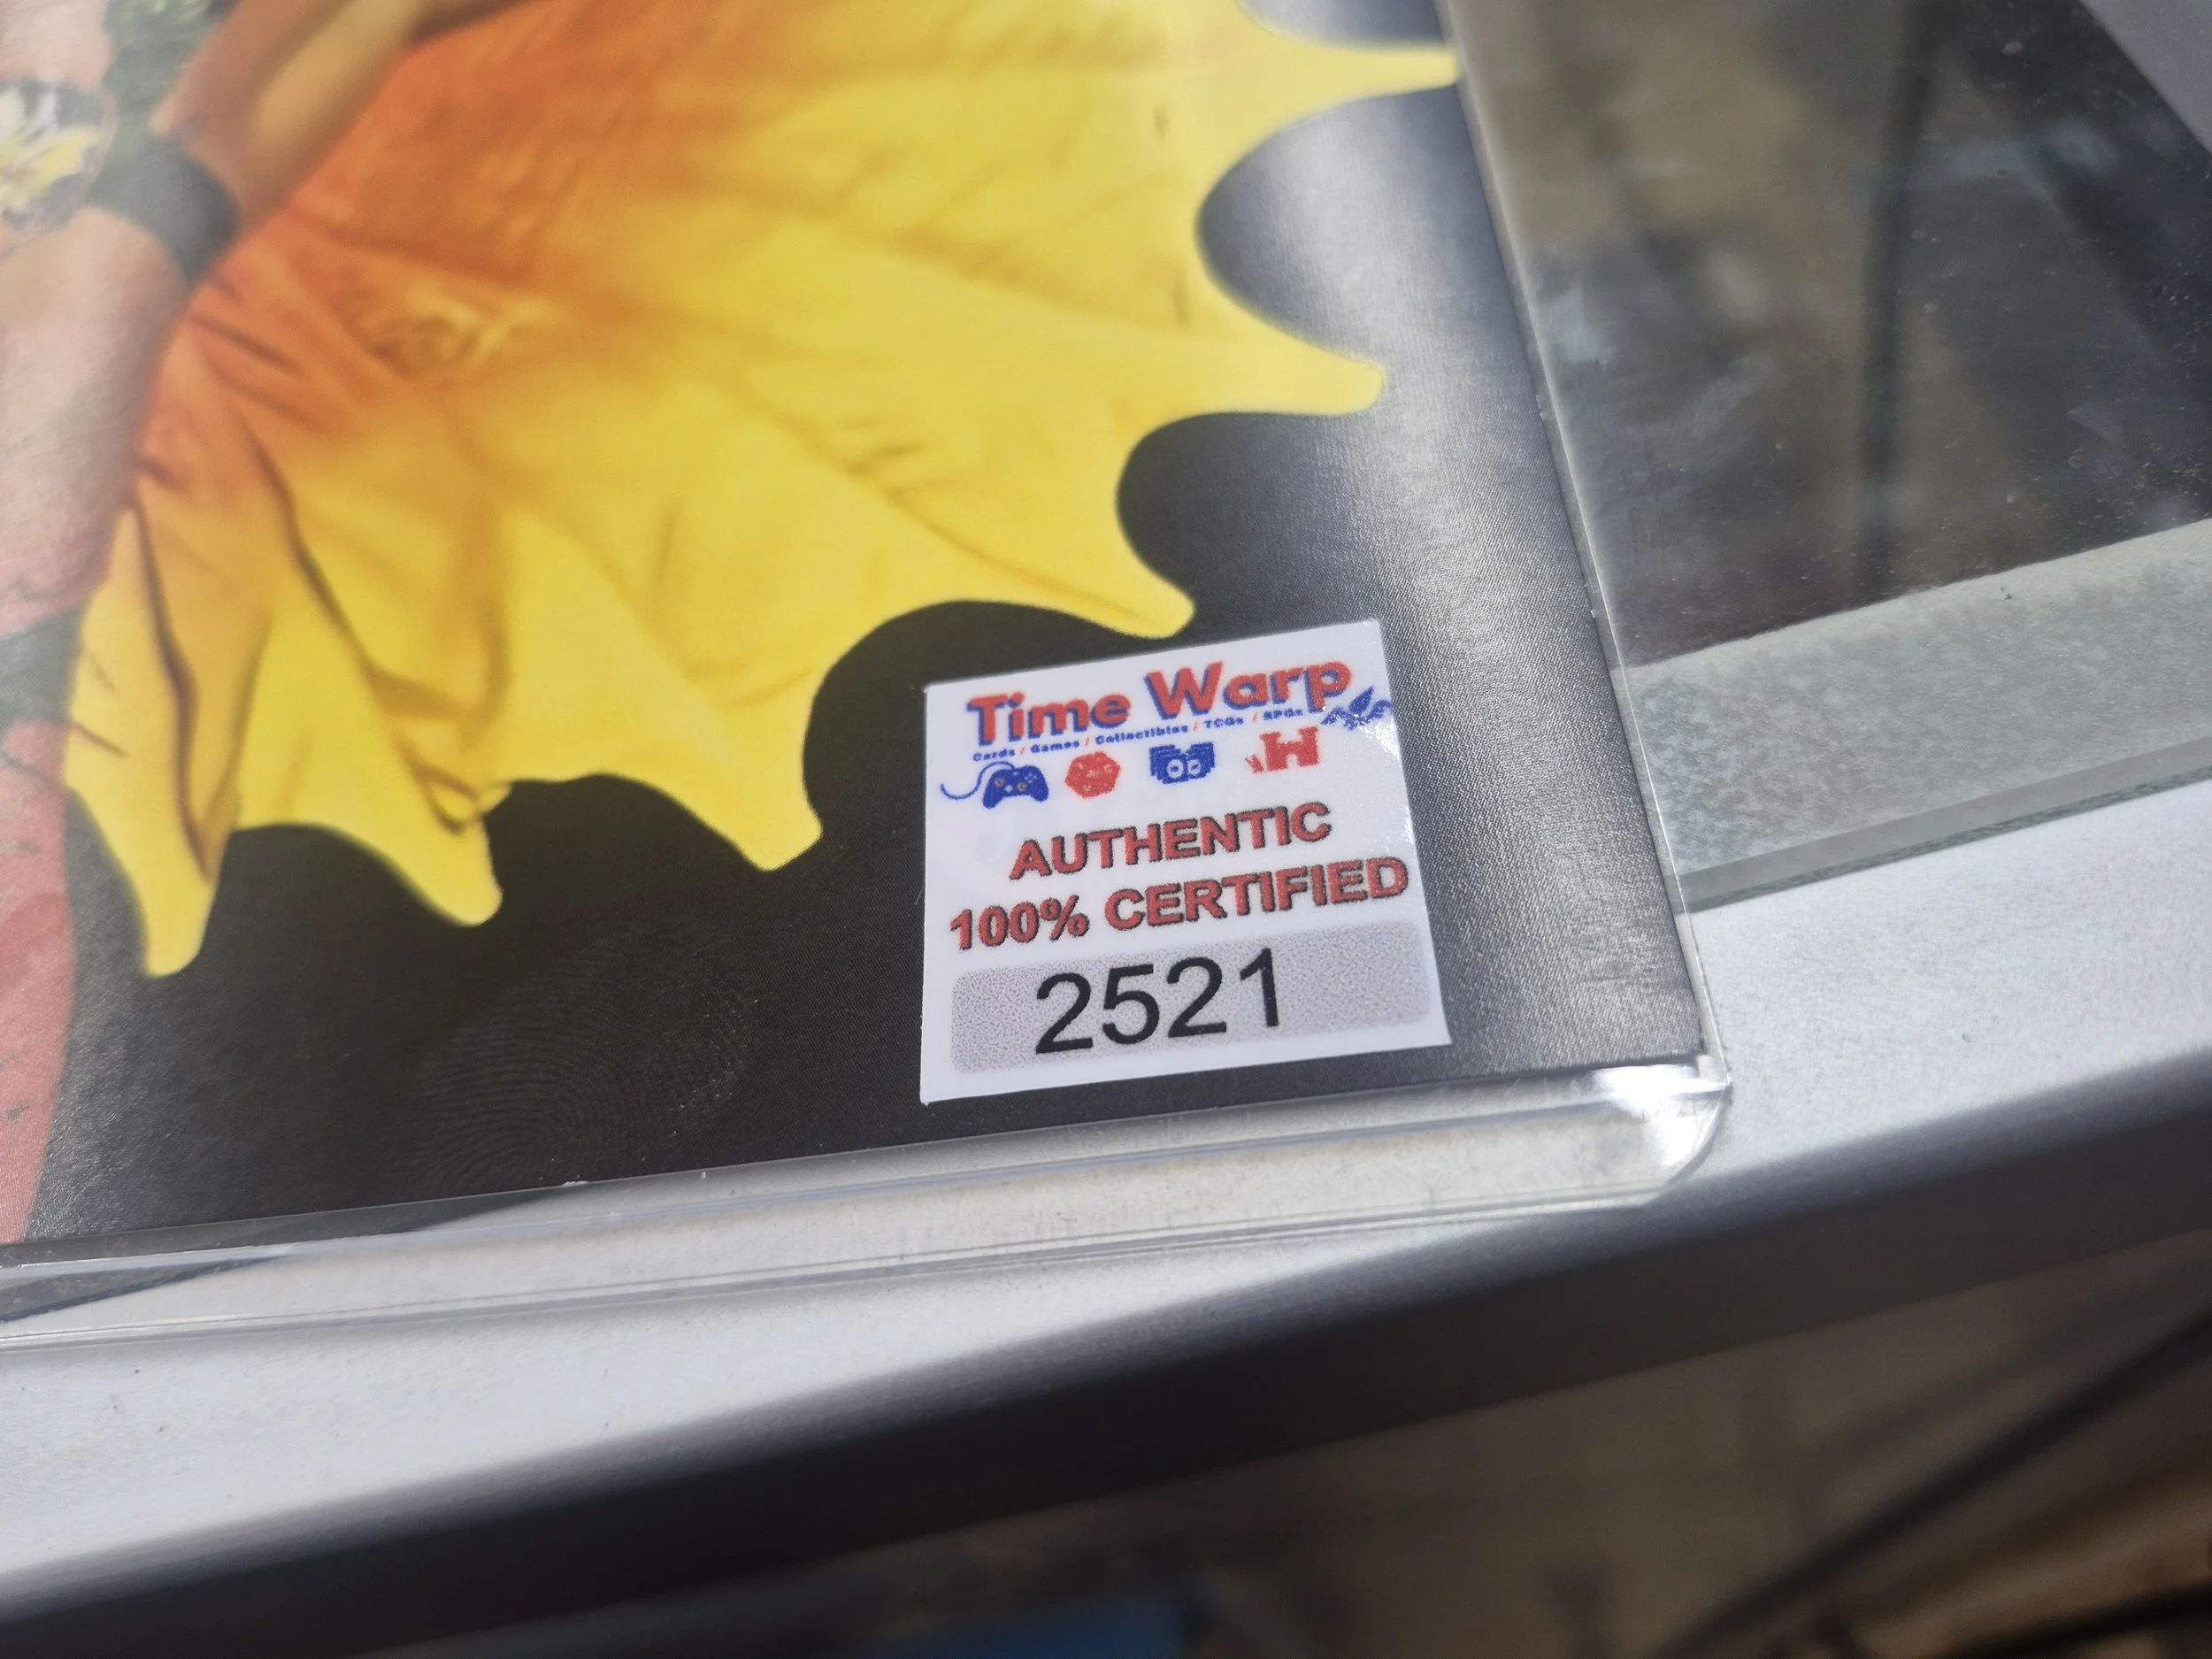 Time Warp
Cards / Games / Collectibles / TCGs / RPGs
AUTHENTIC
100% CERTIFIED
2521